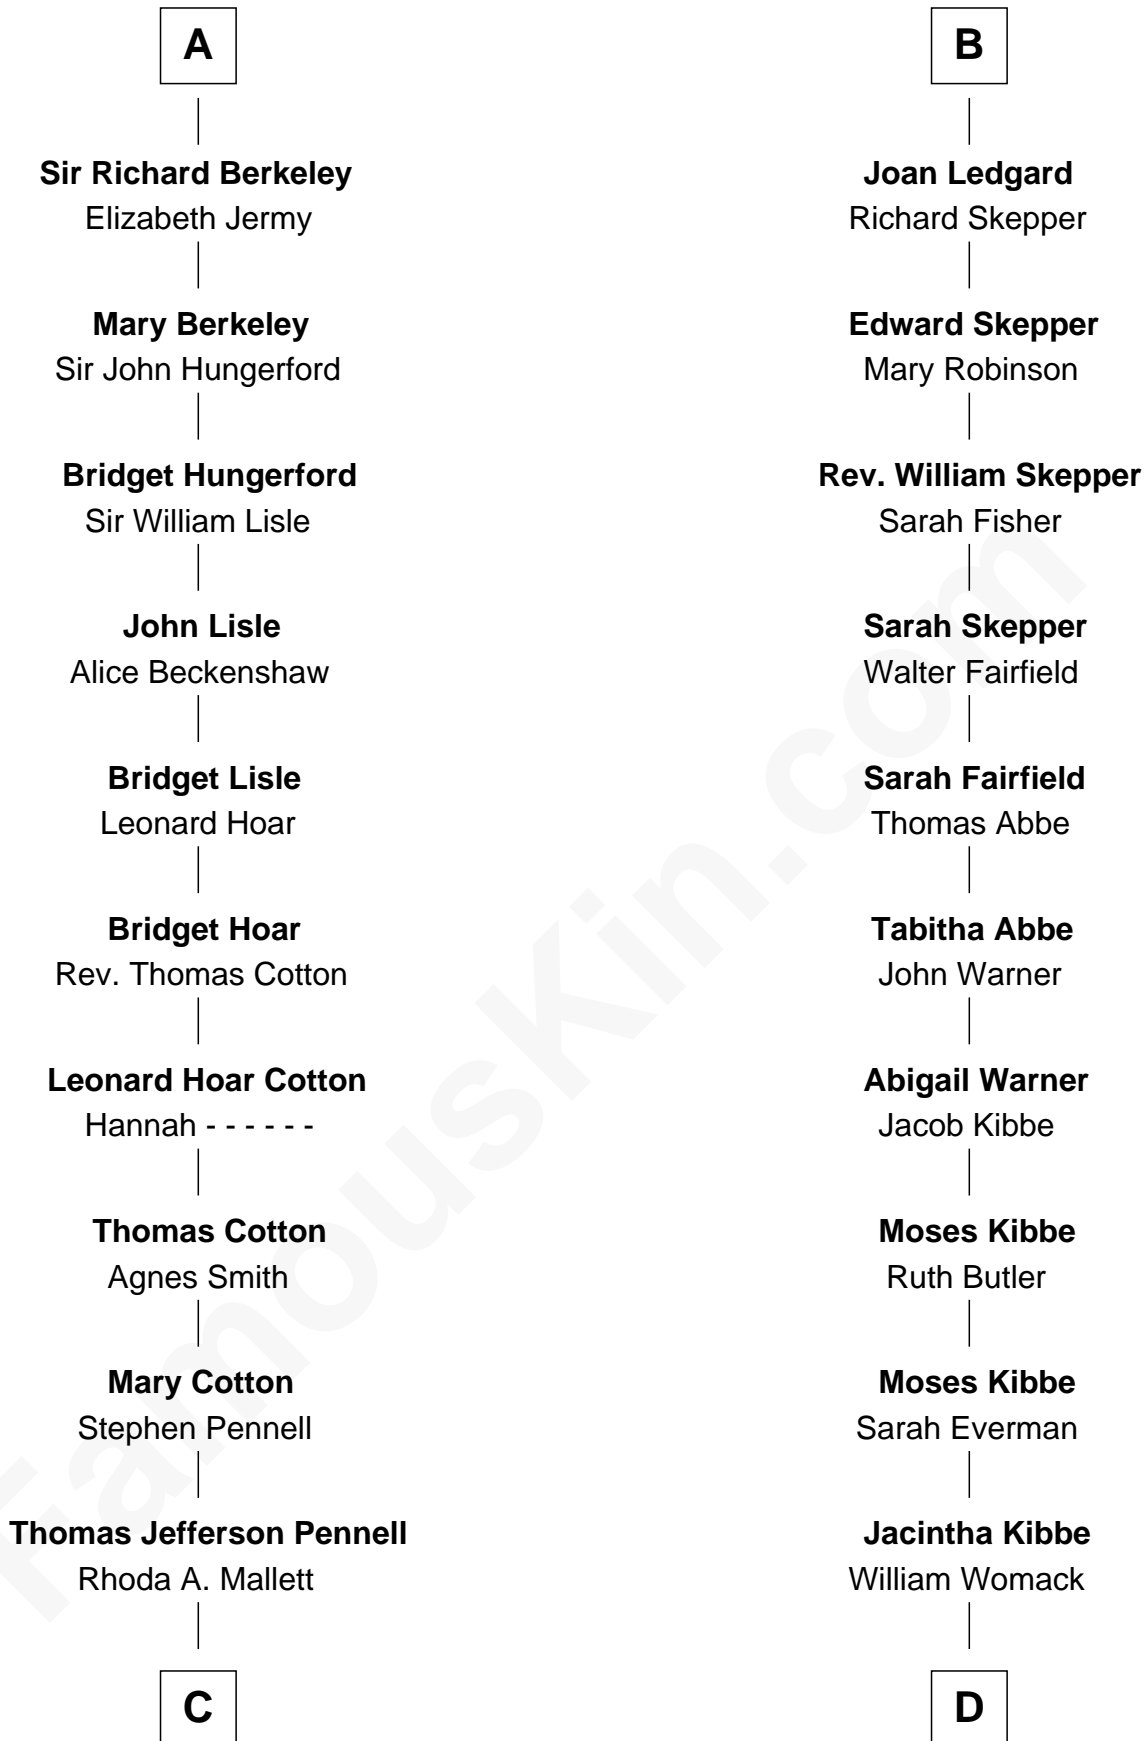 A
Sir Richard Berkeley
Elizabeth Jermy
Mary Berkeley
Sir John Hungerford
Bridget Hungerford
Sir William Lisle
John Lisle
Alice Beckenshaw
Bridget Lisle
Leonard Hoar
Bridget Hoar
Rev. Thomas Cotton
Leonard Hoar Cotton
Hannah - - - - - -
Thomas Cotton
Agnes Smith
Mary Cotton
Stephen Pennell
Thomas Jefferson Pennell
Rhoda A. Mallett
C
B
Joan Ledgard
Richard Skepper
Edward Skepper
Mary Robinson
Rev. William Skepper
Sarah Fisher
Sarah Skepper
Walter Fairfield
Sarah Fairfield
Thomas Abbe
Tabitha Abbe
John Warner
Abigail Warner
Jacob Kibbe
Moses Kibbe
Ruth Butler
Moses Kibbe
Sarah Everman
Jacintha Kibbe
William Womack
D
FamousKin.com